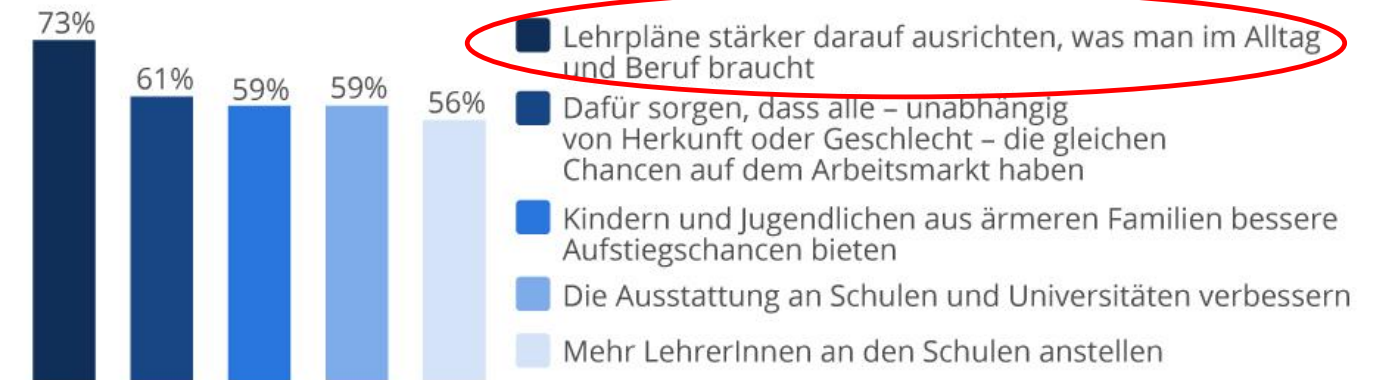 73%
61%
59%
59%
56%
Lehrpläne stärker darauf ausrichten, was man im Alltag
und Beruf braucht
Dafür sorgen, dass alle – unabhängig
von Herkunft oder Geschlecht – die gleichen
Chancen auf dem Arbeitsmarkt haben
Kindern und Jugendlichen aus ärmeren Familien bessere
Aufstiegschancen bieten
Die Ausstattung an Schulen und Universitäten verbessern
Mehr LehrerInnen an den Schulen anstellen